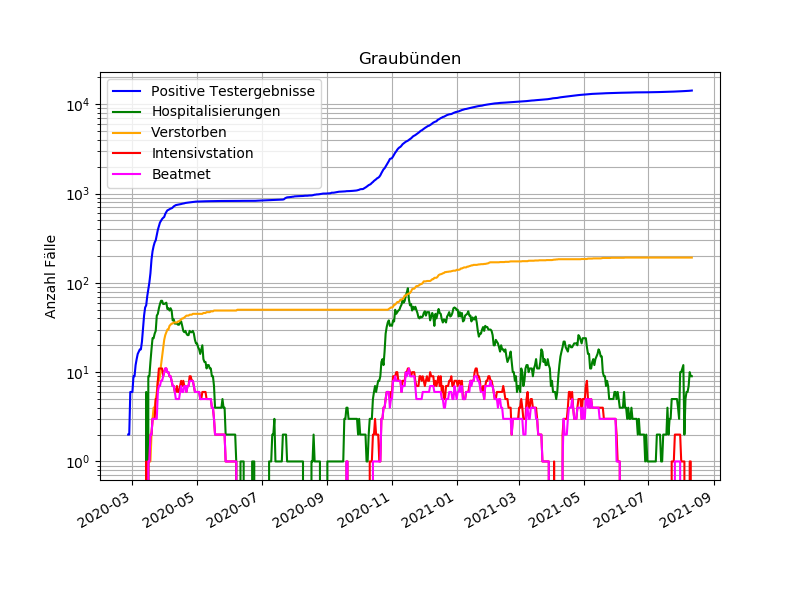 Graubünden
Positive Testergebnisse
Hospitalisierungen
Verstorben
Intensivstation
Beatmet
Anzahl Fälle
10⁴
10³
10²
10¹
10⁰
2020-03
2020-05
2020-07
2020-09
2020-11
2021-01
2021-03
2021-05
2021-07
2021-09